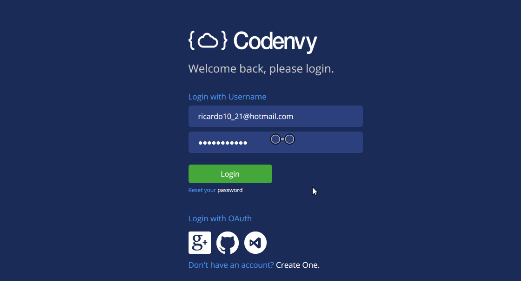 { } Codenvy
Welcome back, please login.
Login with Username
ricardo10_21@hotmail.com
●●●●●●●●●●●
Login
Reset your password
Login with OAuth
g+
Don't have an account? Create One.